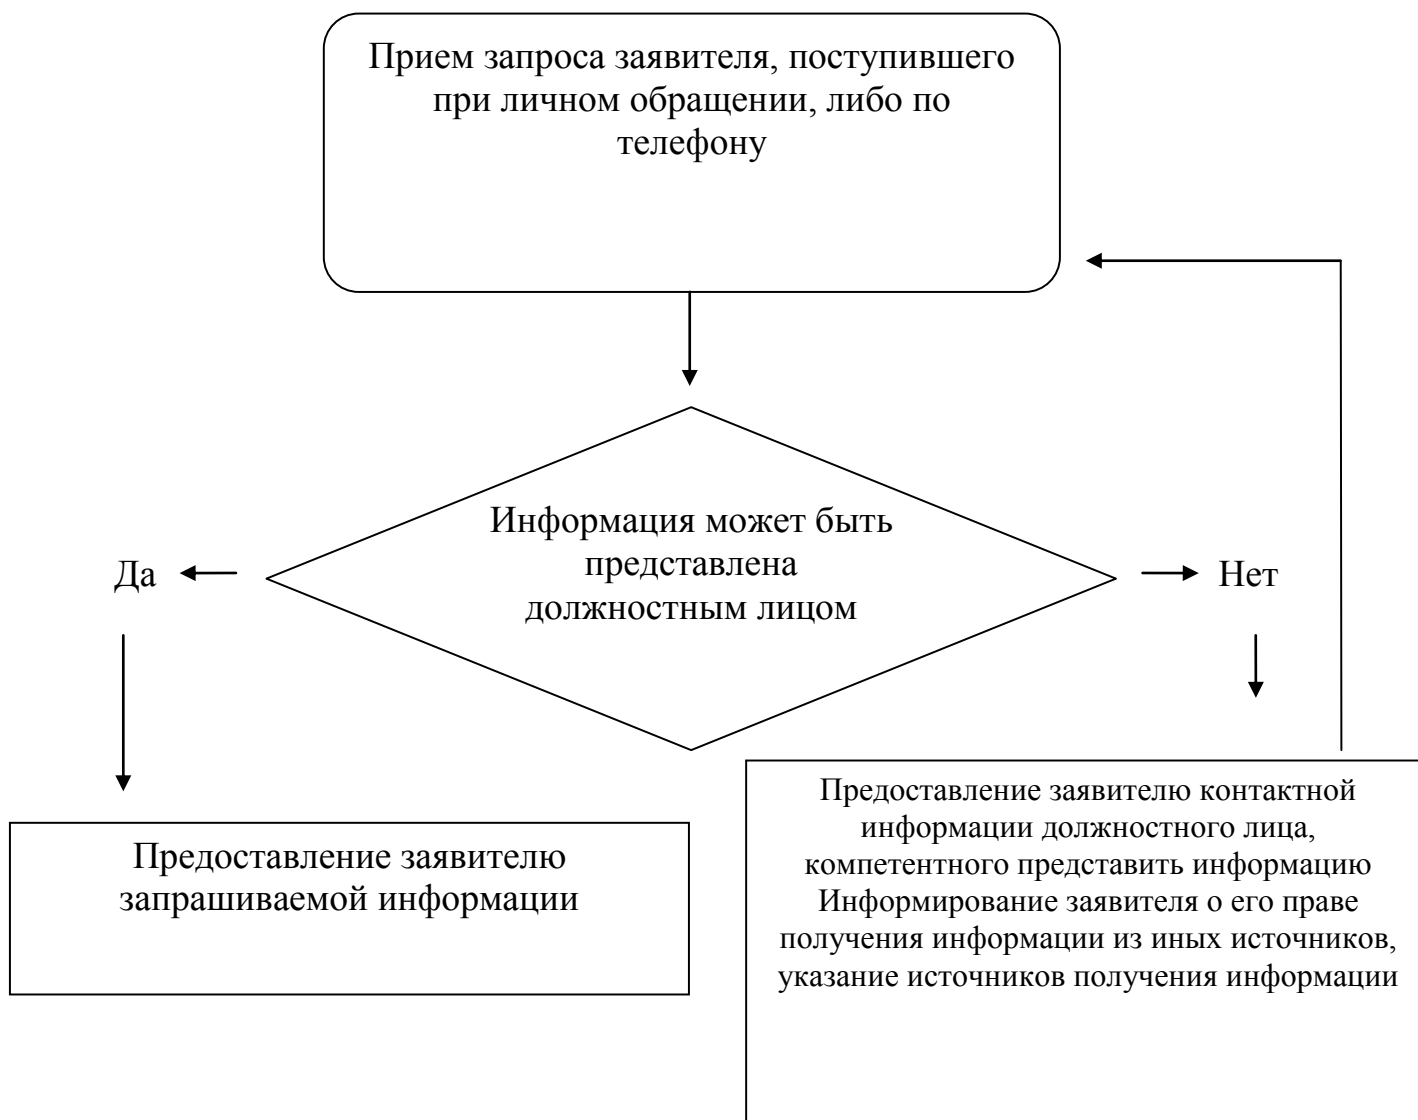 Прием запроса заявителя, поступившего
при личном обращении, либо по
телефону
Информация может быть
представлена
должностным лицом
Да
Нет
Предоставление заявителю
запрашиваемой информации
Предоставление заявителю контактной
информации должностного лица,
компетентного представить информацию
Информирование заявителя о его праве
получения информации из иных источников,
указание источников получения информации